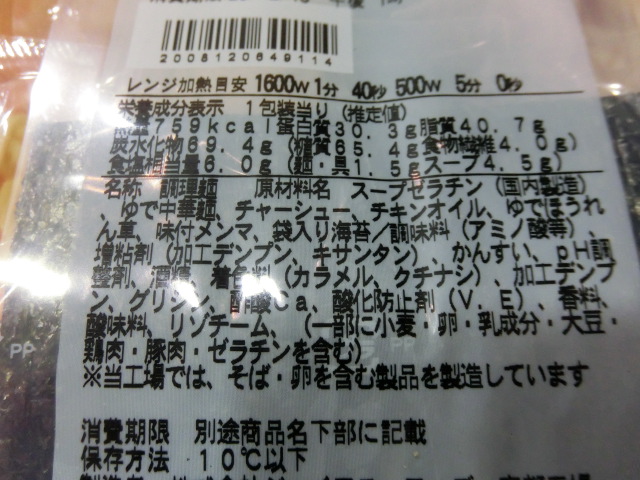 2008120649114
レンジ加熱目安 1600W 1分 40秒 500W 5分 0秒
栄養成分表示 1包装当り(推定値)
熱量759kcal蛋白質30.3g脂質40.7g
炭水化物69.4g(糖質65.4g食物繊維4.0g)
食塩相当量6.0g(麺・具1.5gスープ4.5g)
名称 調理麺 原材料名 スープゼラチン(国内製造)
、ゆで中華麺、チャーシュー、チキンオイル、ゆでほうれ
ん草、味付メンマ、袋入り海苔/調味料(アミノ酸等)、
増粘剤(加工デンプン、キサンタン)、かんすい、pH調
整剤、酒精、着色料(カラメル、クチナシ)、加工デンプ
ン、グリシン、酢酸Ca、酸化防止剤(V.E)、香料、
酸味料、リゾチーム、(一部に小麦・卵・乳成分・大豆・
鶏肉・豚肉・ゼラチンを含む)
※当工場では、そば・卵を含む製品を製造しています
消費期限 別途商品名下部に記載
保存方法 10℃以下
PP
PP